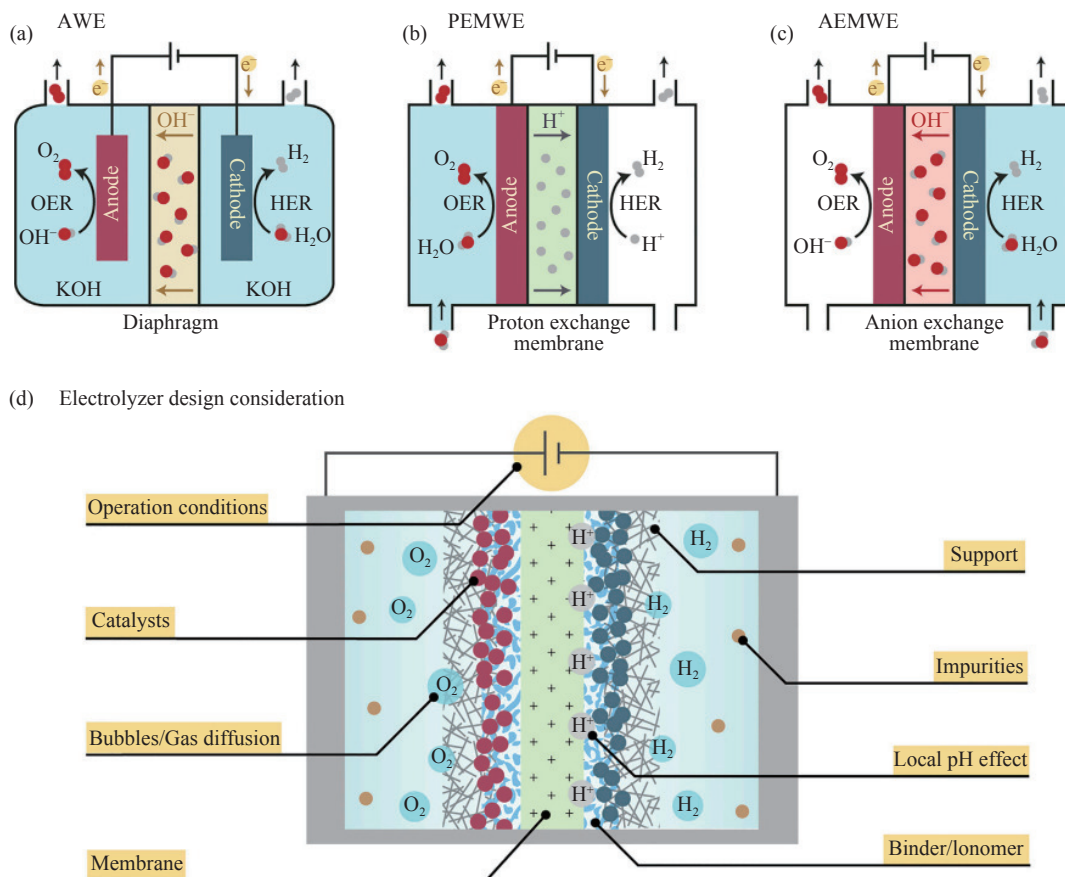 (a) AWE
e⁻
e⁻
OH⁻
O₂
H₂
OER
Anode
Cathode
HER
OH⁻
H₂O
KOH
KOH
Diaphragm
(b) PEMWE
e⁻
e⁻
H⁺
O₂
H₂
OER
Anode
Cathode
HER
H₂O
H⁺
Proton exchange
membrane
(c) AEMWE
e⁻
e⁻
OH⁻
O₂
H₂
OER
Anode
Cathode
HER
OH⁻
H₂O
Anion exchange
membrane
(d) Electrolyzer design consideration
Operation conditions
Catalysts
Bubbles/Gas diffusion
Membrane
O₂
O₂
O₂
O₂
O₂
+ + +
H⁺
H⁺
H⁺
H⁺
H⁺
H₂
H₂
H₂
H₂
H₂
Support
Impurities
Local pH effect
Binder/Ionomer